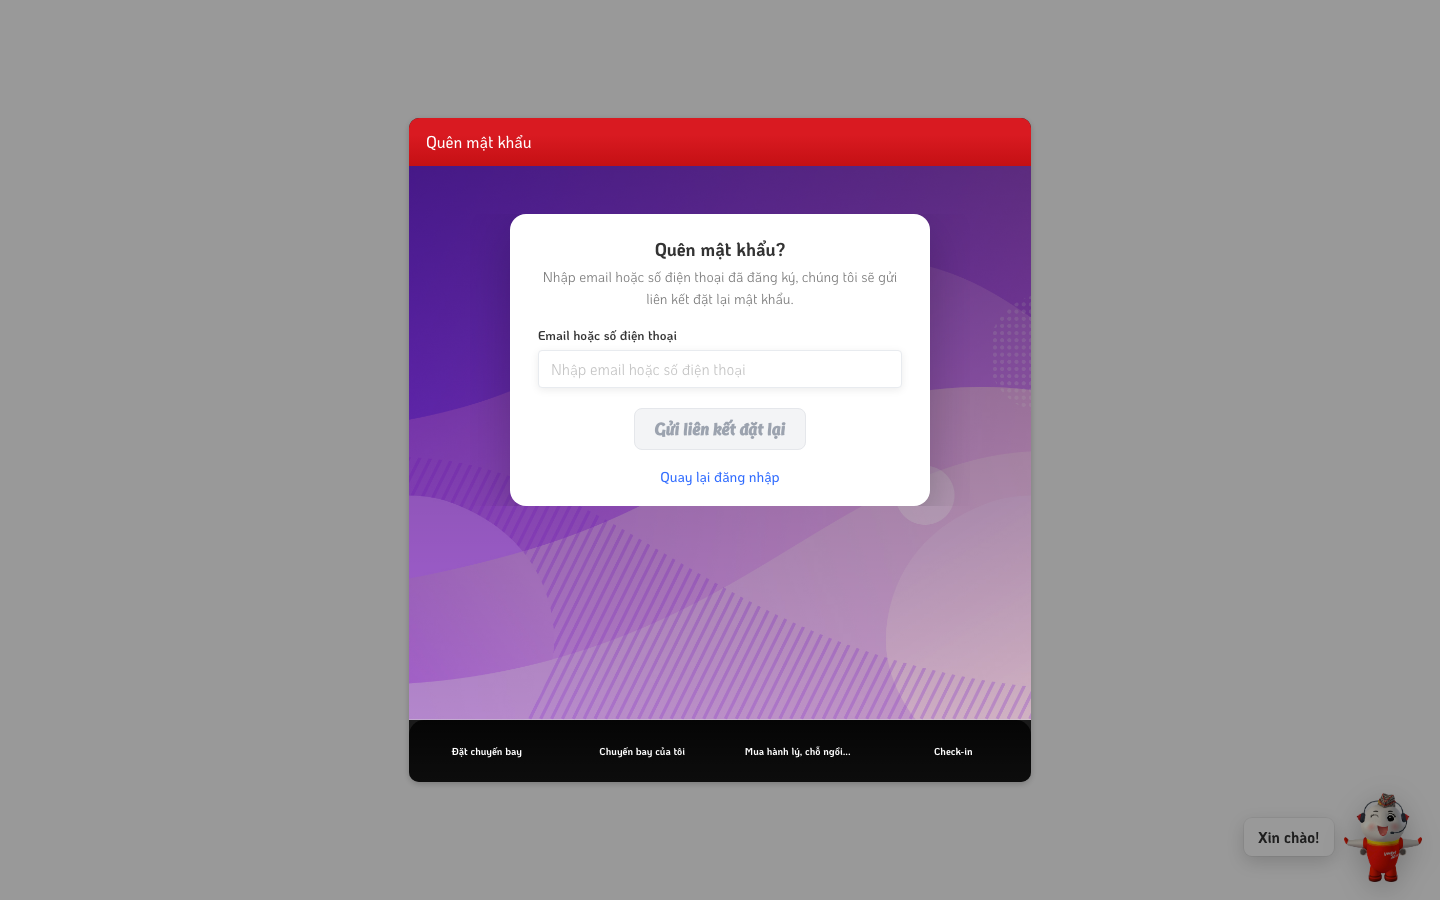 Quên mật khẩu
Quên mật khẩu?
Nhập email hoặc số điện thoại đã đăng ký, chúng tôi sẽ gửi
liên kết đặt lại mật khẩu.
Email hoặc số điện thoại
Nhập email hoặc số điện thoại
Gửi liên kết đặt lại
Quay lại đăng nhập
Đặt chuyến bay
Chuyến bay của tôi
Mua hành lý, chỗ ngồi...
Check-in
Xin chào!